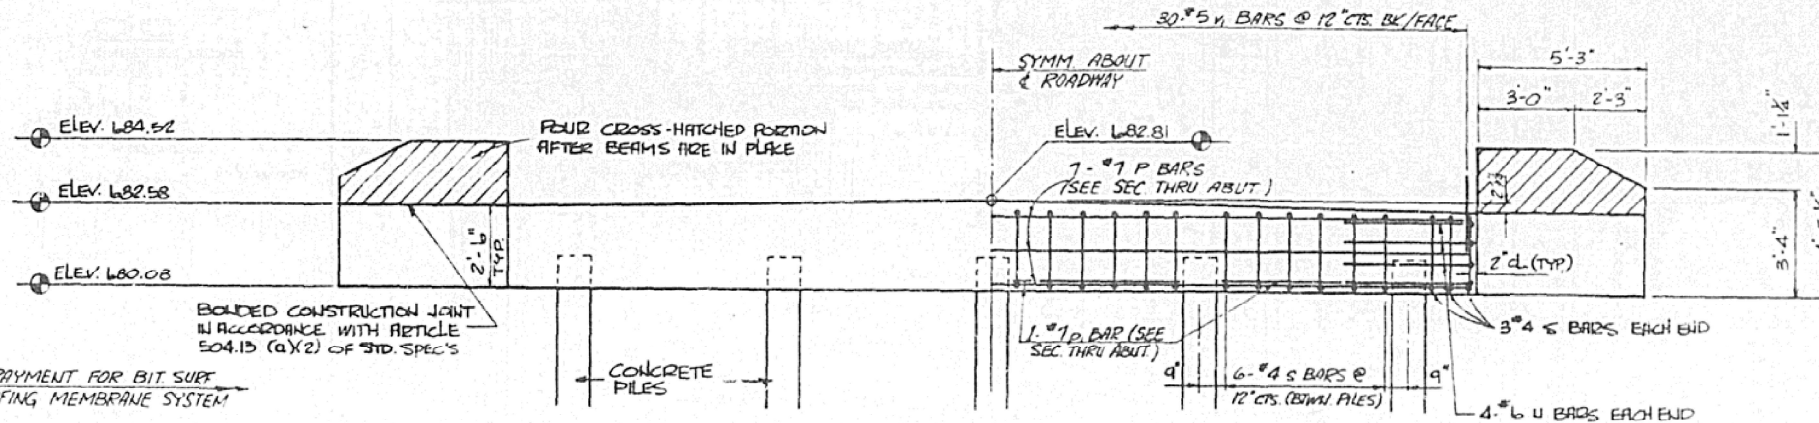 30-#5 v, BARS @ 12" CTS. BK/FACE
SYMM. ABOUT
℄ ROADWAY
5'-3"
3'-0"
2'-3"
1'-1¼"
ELEV. 684.52
POUR CROSS-HATCHED PORTION
AFTER BEAMS ARE IN PLACE
ELEV. 682.81
7-#7 P BARS
(SEE SEC. THRU ABUT.)
ELEV. 682.58
2'-6"
TYP.
3'-4"
ELEV. 680.08
2" CL. (TYP.)
BONDED CONSTRUCTION JOINT
IN ACCORDANCE WITH ARTICLE
504.13 (a)(2) OF STD. SPEC'S
1-#7 p, BAR (SEE
SEC. THRU ABUT.)
3-#4 S BARS EACH END
PAYMENT FOR BIT. SURF
FING MEMBRANE SYSTEM
CONCRETE
PILES
9"
6-#4 S BARS @
12" CTS. (BTWN. PILES)
9"
4-#6 U BARS EACH END